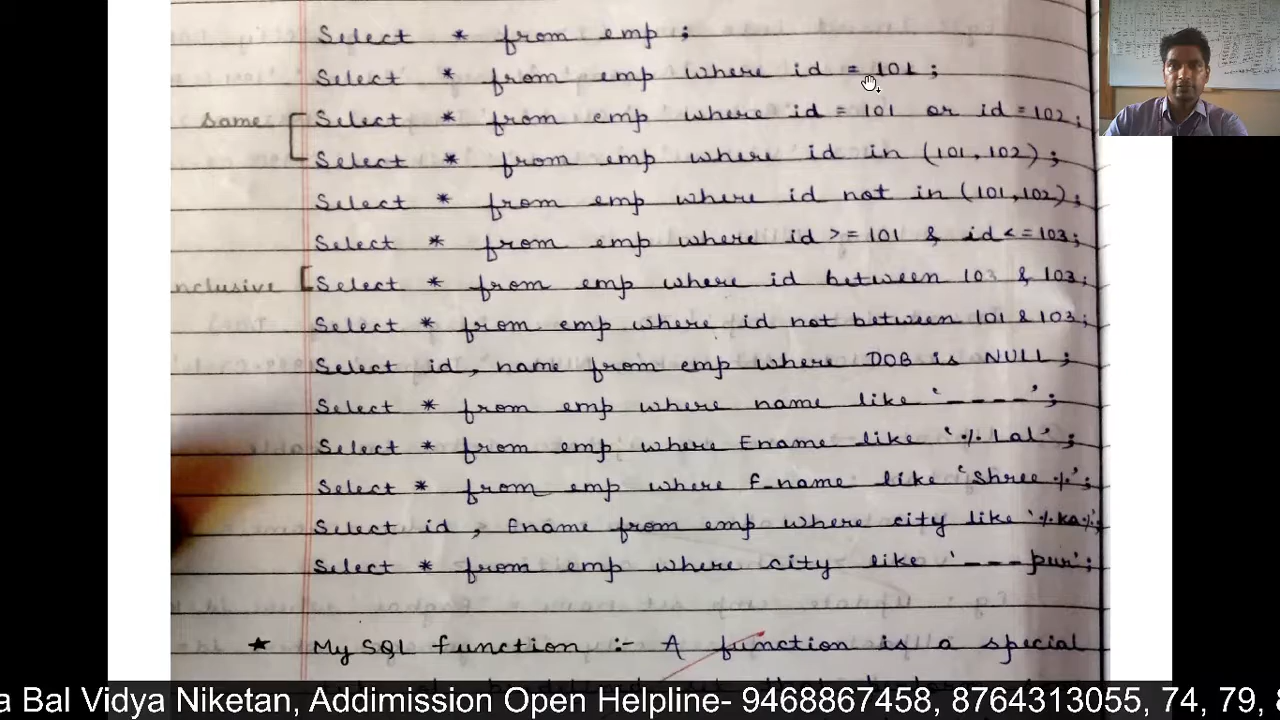 Select * from emp ;
Select * from emp where id = 101 ;
Same [ Select * from emp where id = 101 or id = 102 ;
Select * from emp where id in (101, 102) ;
Select * from emp where id not in (101,102) ;
Select * from emp where id >= 101 & id <= 103 ;
nclusive [ Select * from emp where id between 103 & 103 ;
Select * from emp where id not between 101 & 103 ;
Select id, name from emp where DOB is NULL ;
Select * from emp where name like '----' ;
Select * from emp where Ename like '% Lal' ;
Select * from emp where F_name like 'Shree %' ;
Select id , Ename from emp where city like '%Ka%' ;
Select * from emp where city like '---pur' ;
★ My SQL function :- A function is a special
a Bal Vidya Niketan, Addimission Open Helpline- 9468867458, 8764313055, 74, 79,